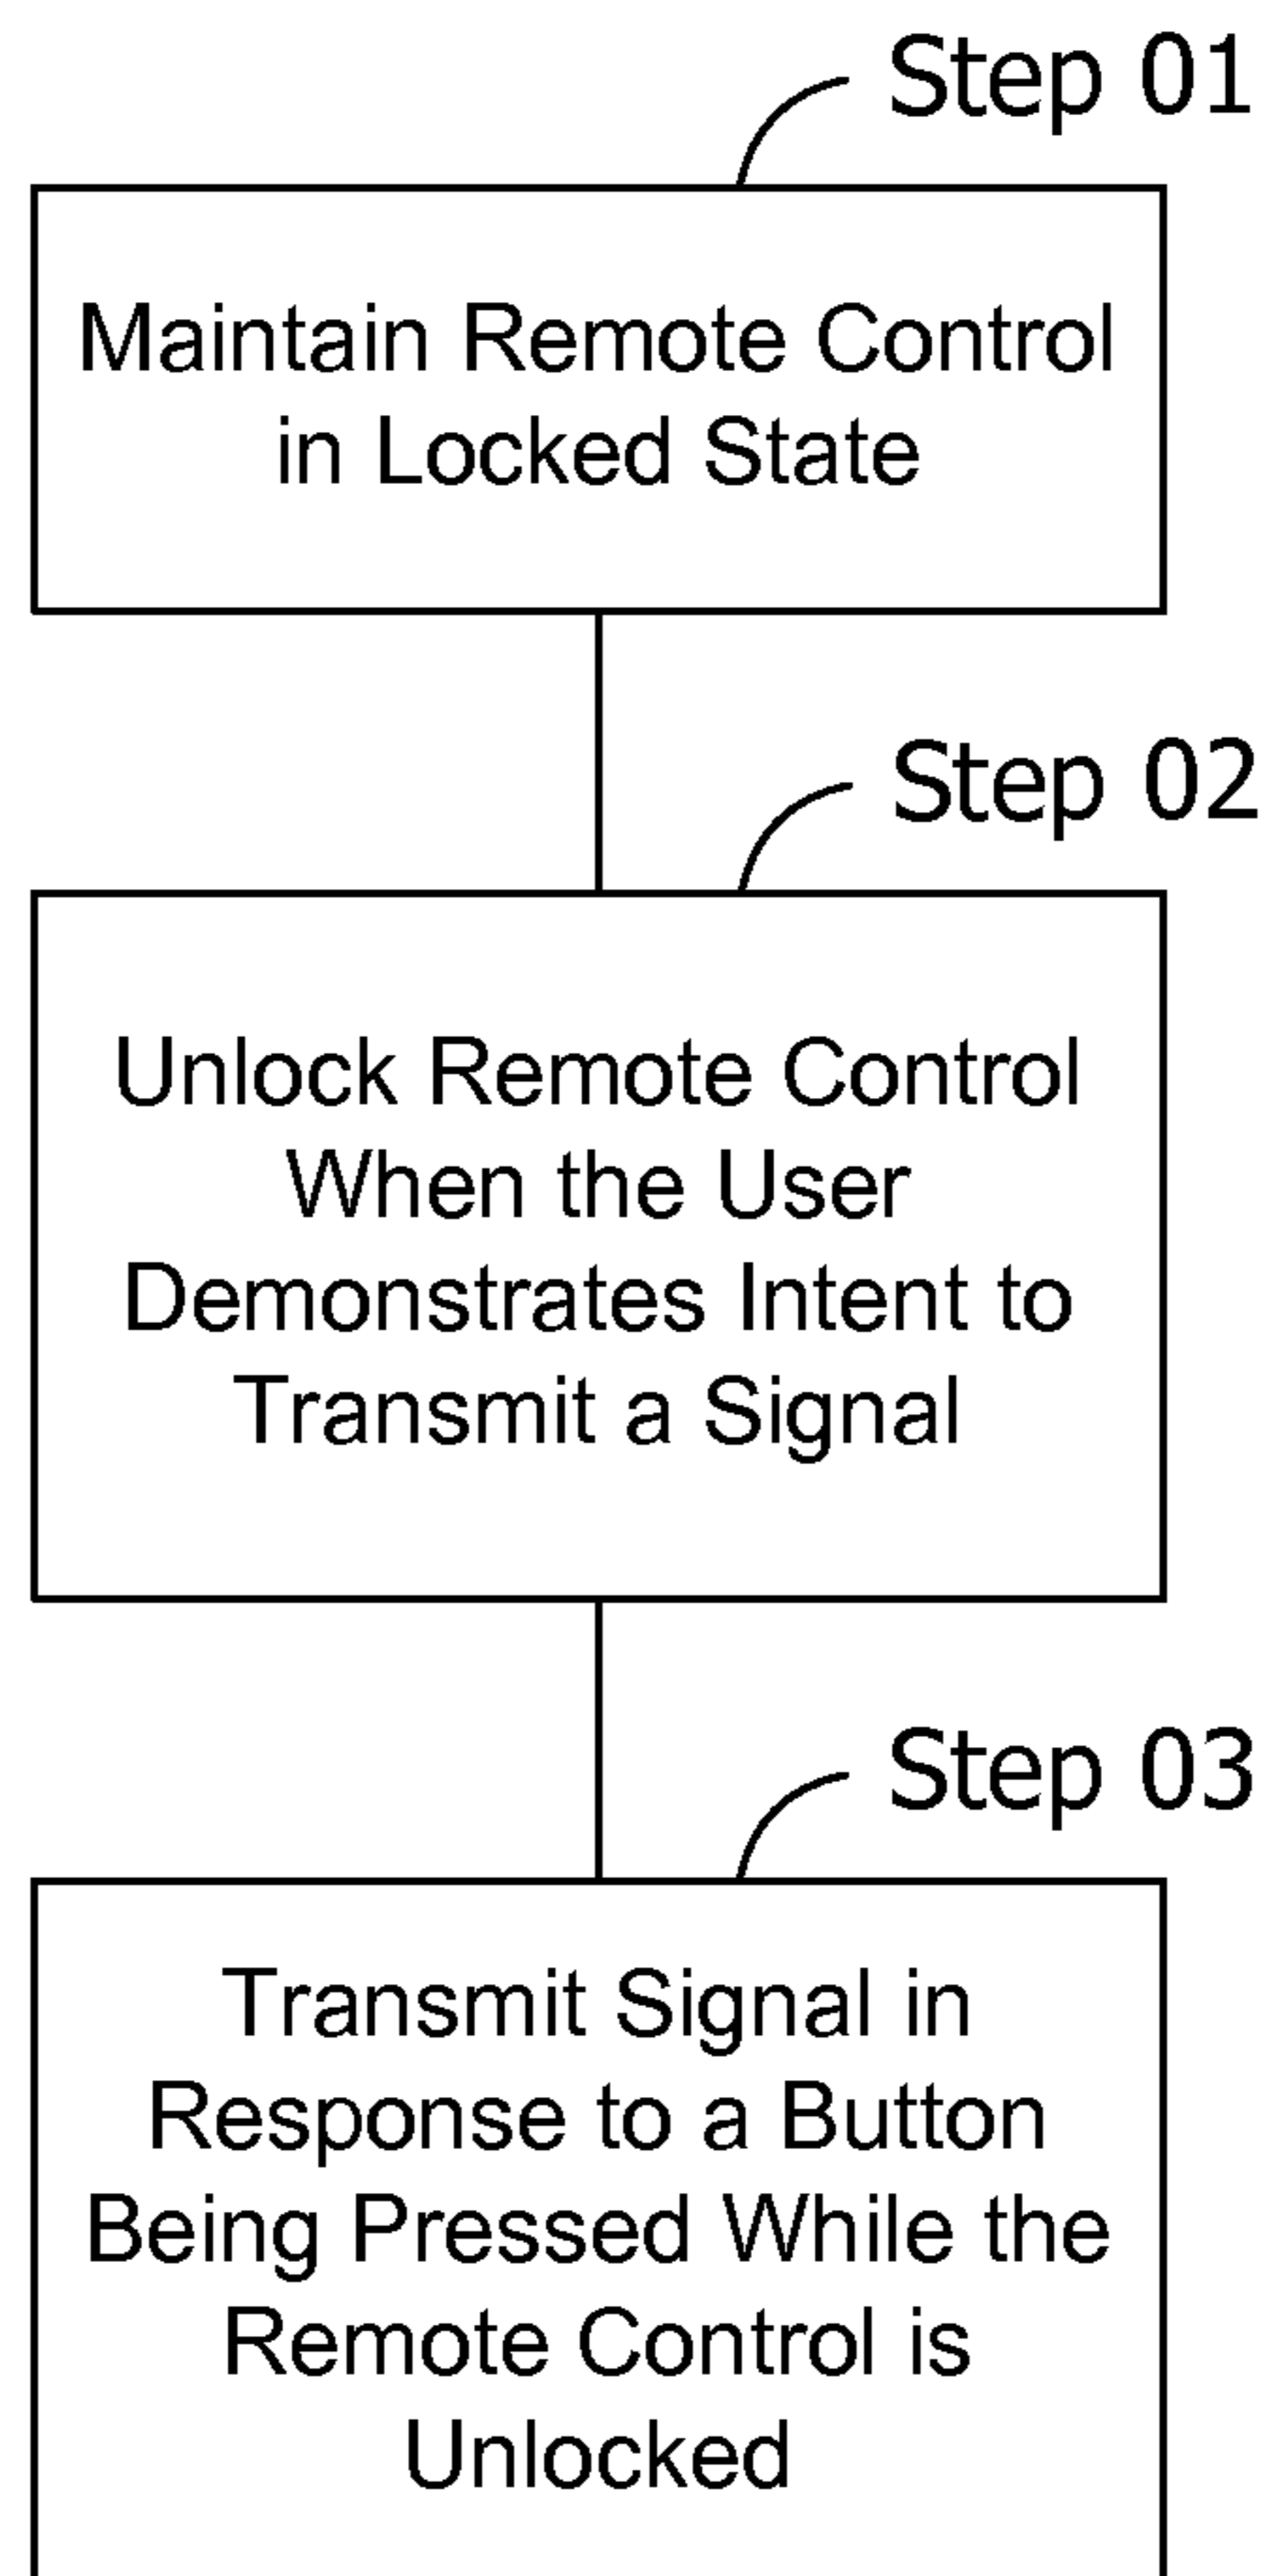 Step 01
Maintain Remote Control
in Locked State
Step 02
Unlock Remote Control
When the User
Demonstrates Intent to
Transmit a Signal
Step 03
Transmit Signal in
Response to a Button
Being Pressed While the
Remote Control is
Unlocked